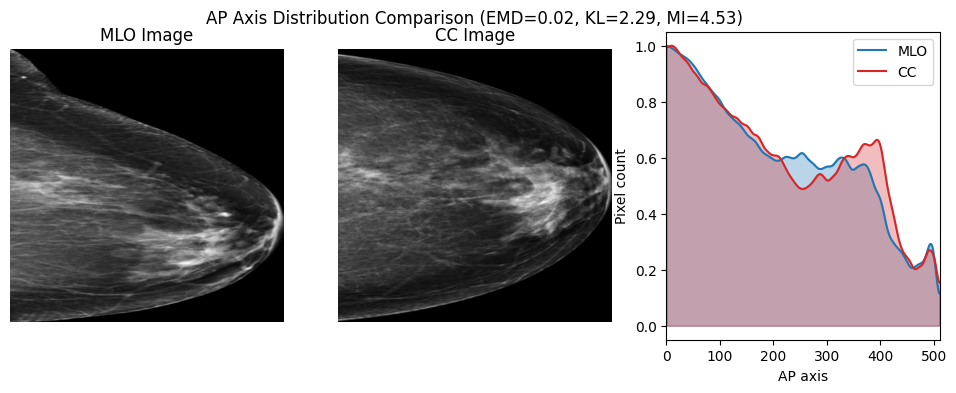 AP Axis Distribution Comparison (EMD=0.02, KL=2.29, MI=4.53)
MLO Image
CC Image
MLO
CC
Pixel count
1.0
0.8
0.6
0.4
0.2
0.0
0 100 200 300 400 500
AP axis